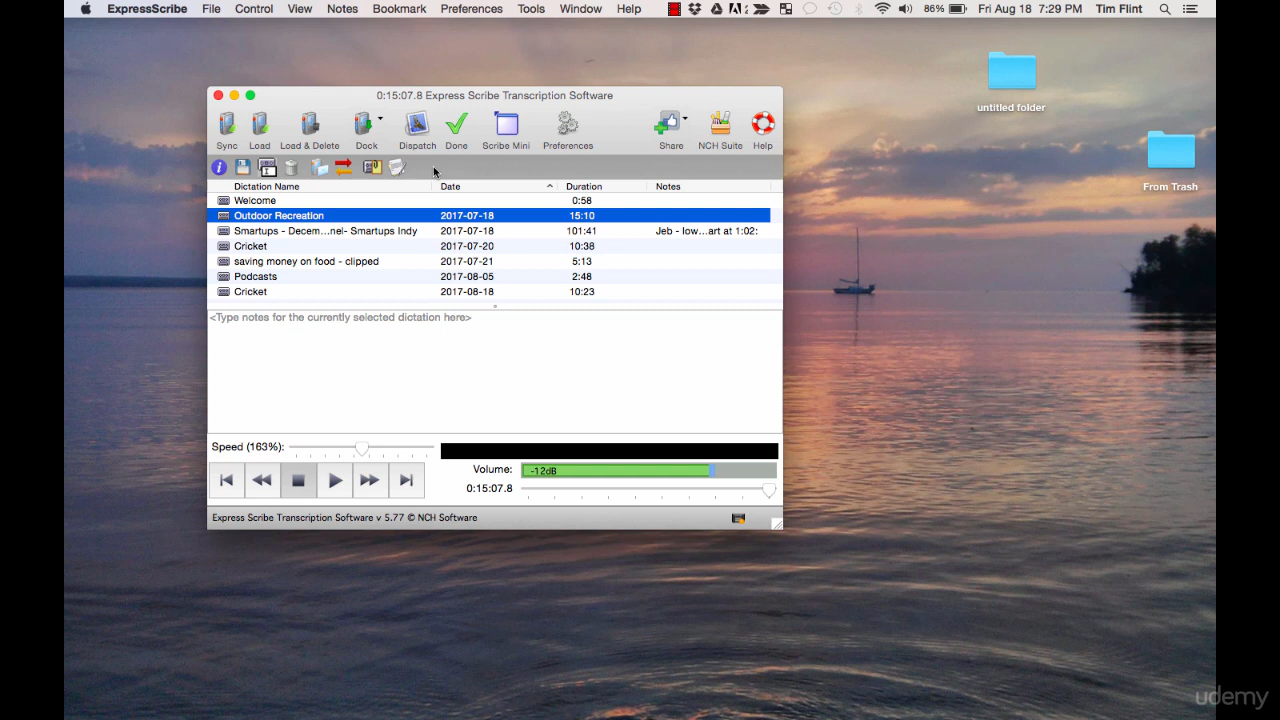 ExpressScribe File Control View Notes Bookmark Preferences Tools Window Help 86% Fri Aug 18 7:29 PM Tim Flint
untitled folder
From Trash
0:15:07.8 Express Scribe Transcription Software
Sync Load Load & Delete Dock Dispatch Done Scribe Mini Preferences Share NCH Suite Help
Dictation Name Date Duration Notes
Welcome 0:58
Outdoor Recreation 2017-07-18 15:10
Smartups - Decem...nel- Smartups Indy 2017-07-18 101:41 Jeb - low...art at 1:02:
Cricket 2017-07-20 10:38
saving money on food - clipped 2017-07-21 5:13
Podcasts 2017-08-05 2:48
Cricket 2017-08-18 10:23
<Type notes for the currently selected dictation here>
Speed (163%):
Volume: -12dB
0:15:07.8
Express Scribe Transcription Software v 5.77 © NCH Software
udemy